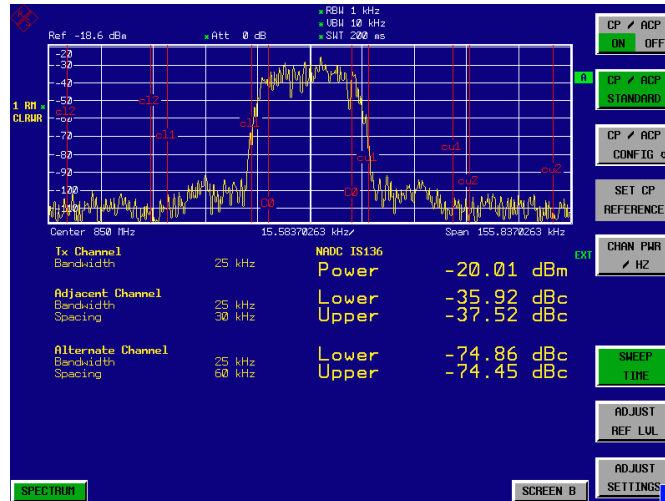 *RBW 1 kHz
*VBW 10 kHz
Ref -18.6 dBm *Att 0 dB *SWT 200 ms
-20
-30
-40
-50
-60
-70
-80
-90
-100
-110
A
1 RM *
CLRWR
cl2
cl2
cl1
cl1
C0
C0
cu1
cu1
cu2
cu2
Center 850 MHz 15.58370263 kHz/ Span 155.8370263 kHz
Tx Channel NADC IS136
Bandwidth 25 kHz Power -20.01 dBm
EXT
Adjacent Channel Lower -35.92 dBc
Bandwidth 25 kHz Upper -37.52 dBc
Spacing 30 kHz
Alternate Channel Lower -74.86 dBc
Bandwidth 25 kHz Upper -74.45 dBc
Spacing 60 kHz
CP / ACP
ON OFF
CP / ACP
STANDARD
CP / ACP
CONFIG
SET CP
REFERENCE
CHAN PWR
/ HZ
SWEEP
TIME
ADJUST
REF LVL
ADJUST
SETTINGS
SPECTRUM SCREEN B